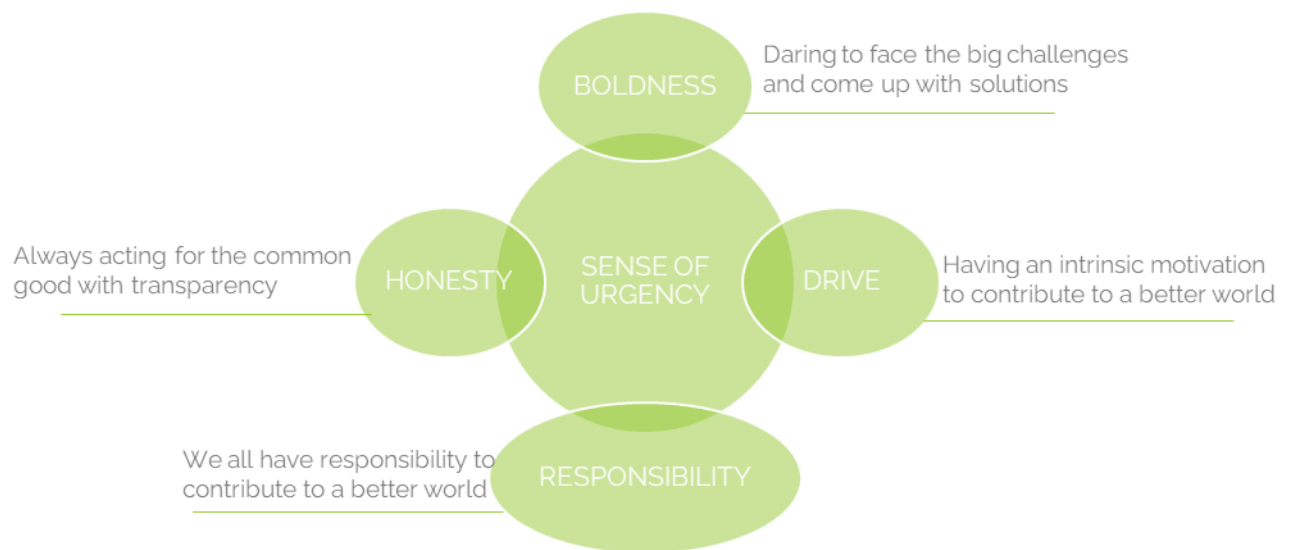 BOLDNESS
Daring to face the big challenges
and come up with solutions
Always acting for the common
good with transparency
HONESTY
SENSE OF
URGENCY
DRIVE
Having an intrinsic motivation
to contribute to a better world
We all have responsibility to
contribute to a better world
RESPONSIBILITY